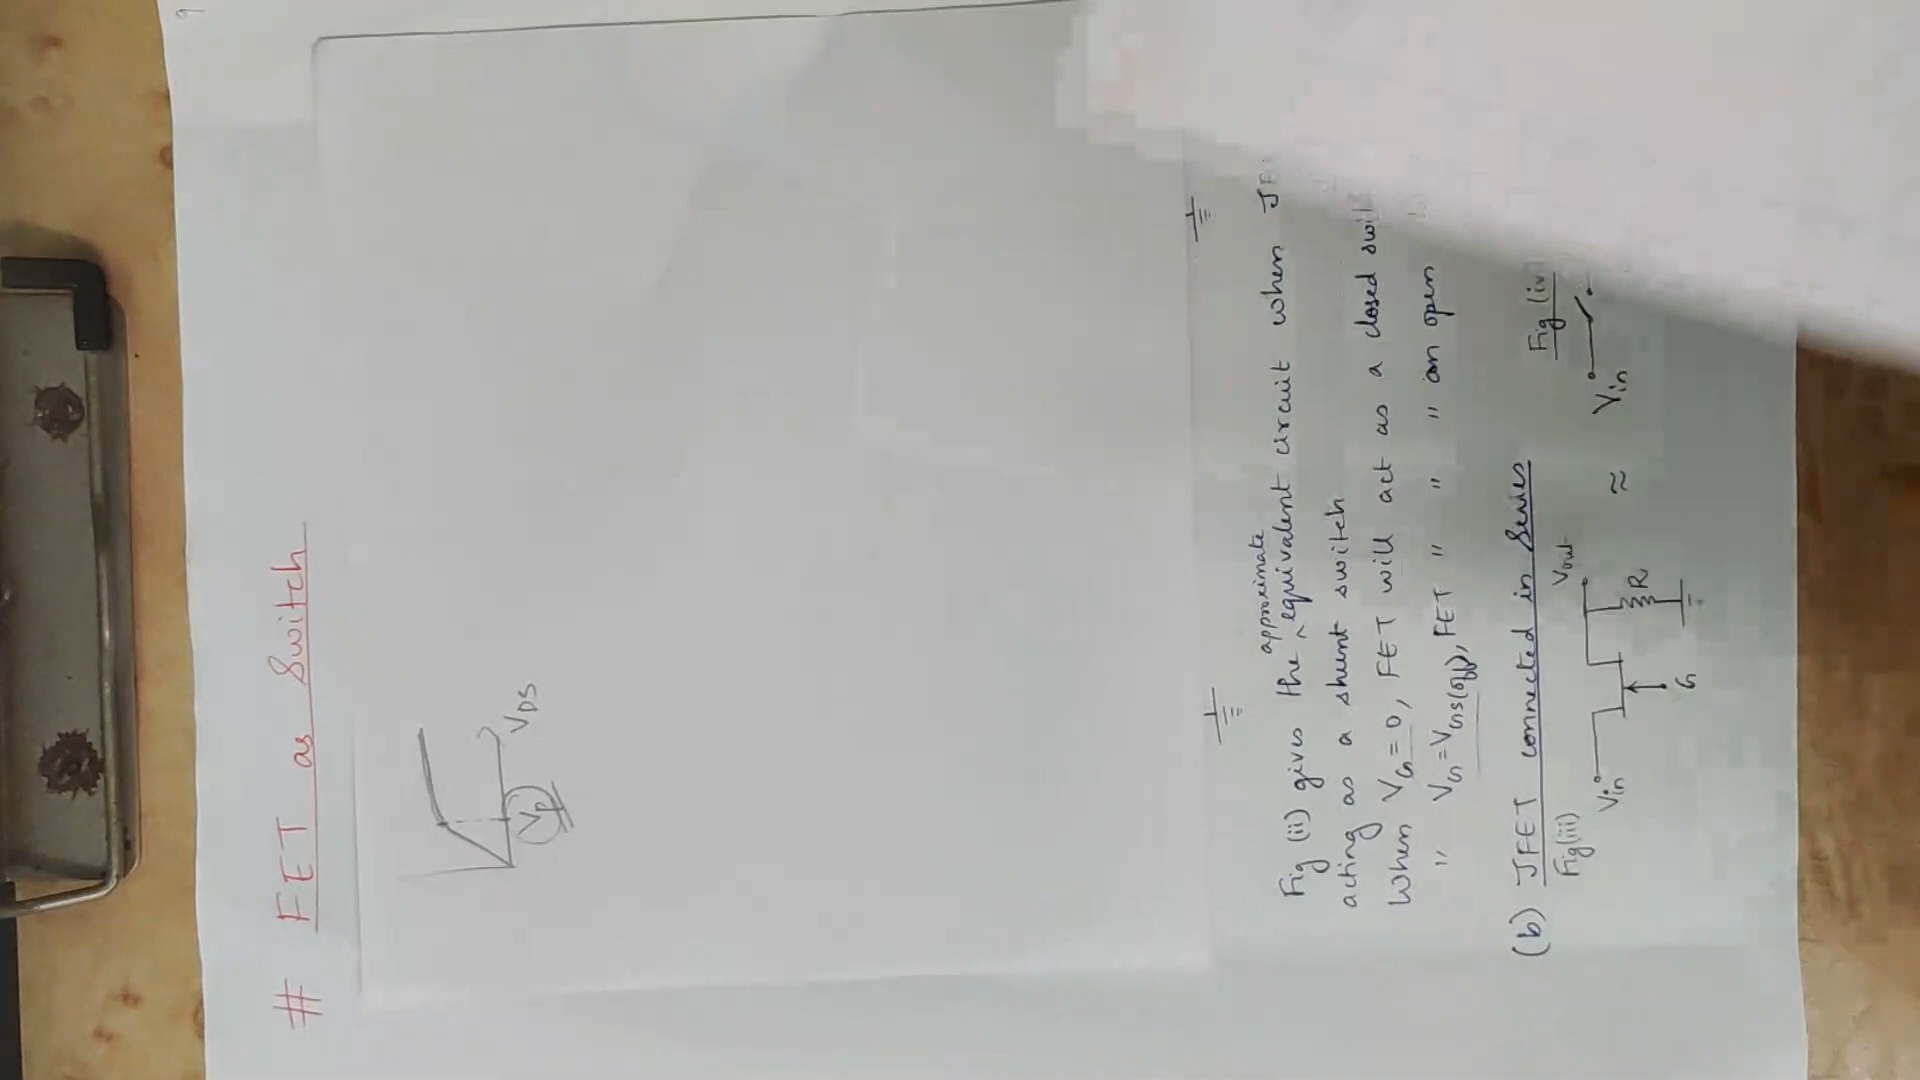 # FET as Switch
VDS
Vp
approximate
Fig (ii) gives the ^ equivalent circuit when
acting as a shunt switch
When VG = 0, FET will act as a closed
" VG = VGS(off), FET " " " an open
(b) JFET connected in Series
Fig (iii)
Fig (iv)
Vin
Vout
R
G
≈
Vin